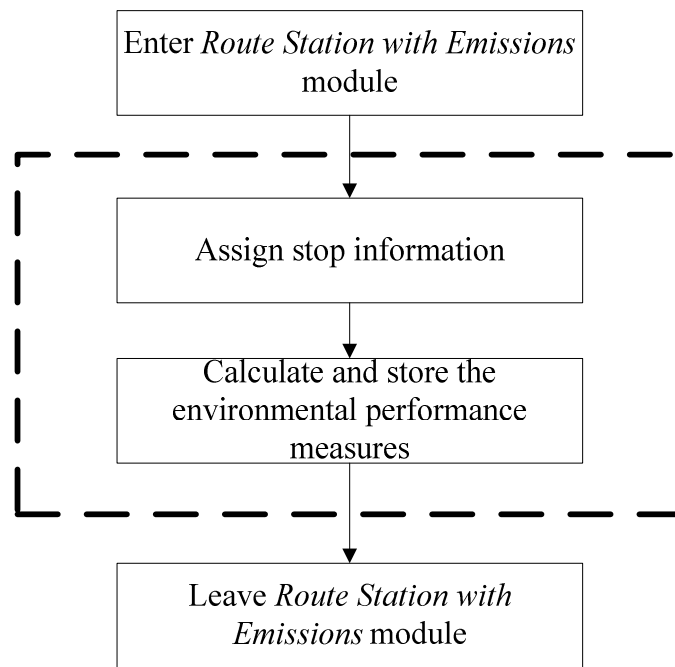 Enter Route Station with Emissions
module
Assign stop information
Calculate and store the
environmental performance
measures
Leave Route Station with
Emissions module